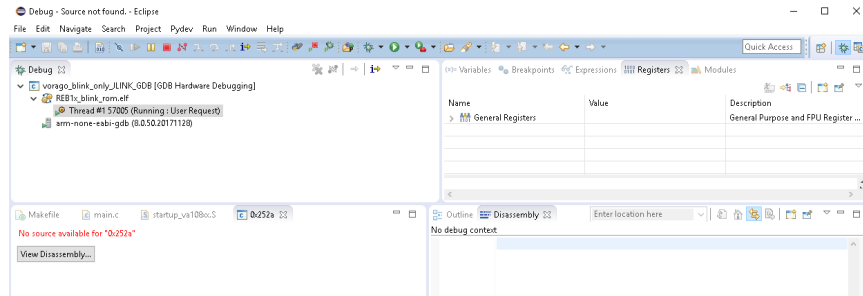 Debug - Source not found. - Eclipse
File Edit Navigate Search Project Pydev Run Window Help
Quick Access
Debug
vorago_blink_only_JLINK_GDB [GDB Hardware Debugging]
REB1x_blink_rom.elf
Thread #1 57005 (Running : User Request)
arm-none-eabi-gdb (8.0.50.20171128)
(x)= Variables Breakpoints Expressions Registers Modules
Name Value Description
General Registers General Purpose and FPU Register ...
Makefile main.c startup_va108xx.S 0x252a
No source available for "0x252a"
View Disassembly...
Outline Disassembly Enter location here
No debug context